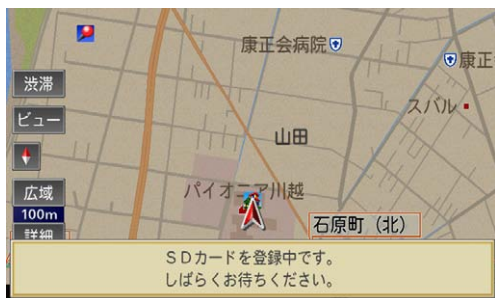 康正会病院
康正
渋滞
スバル
ビュー
山田
広域
パイオニア川越
100m
石原町（北）
詳細
ＳＤカードを登録中です。
しばらくお待ちください。